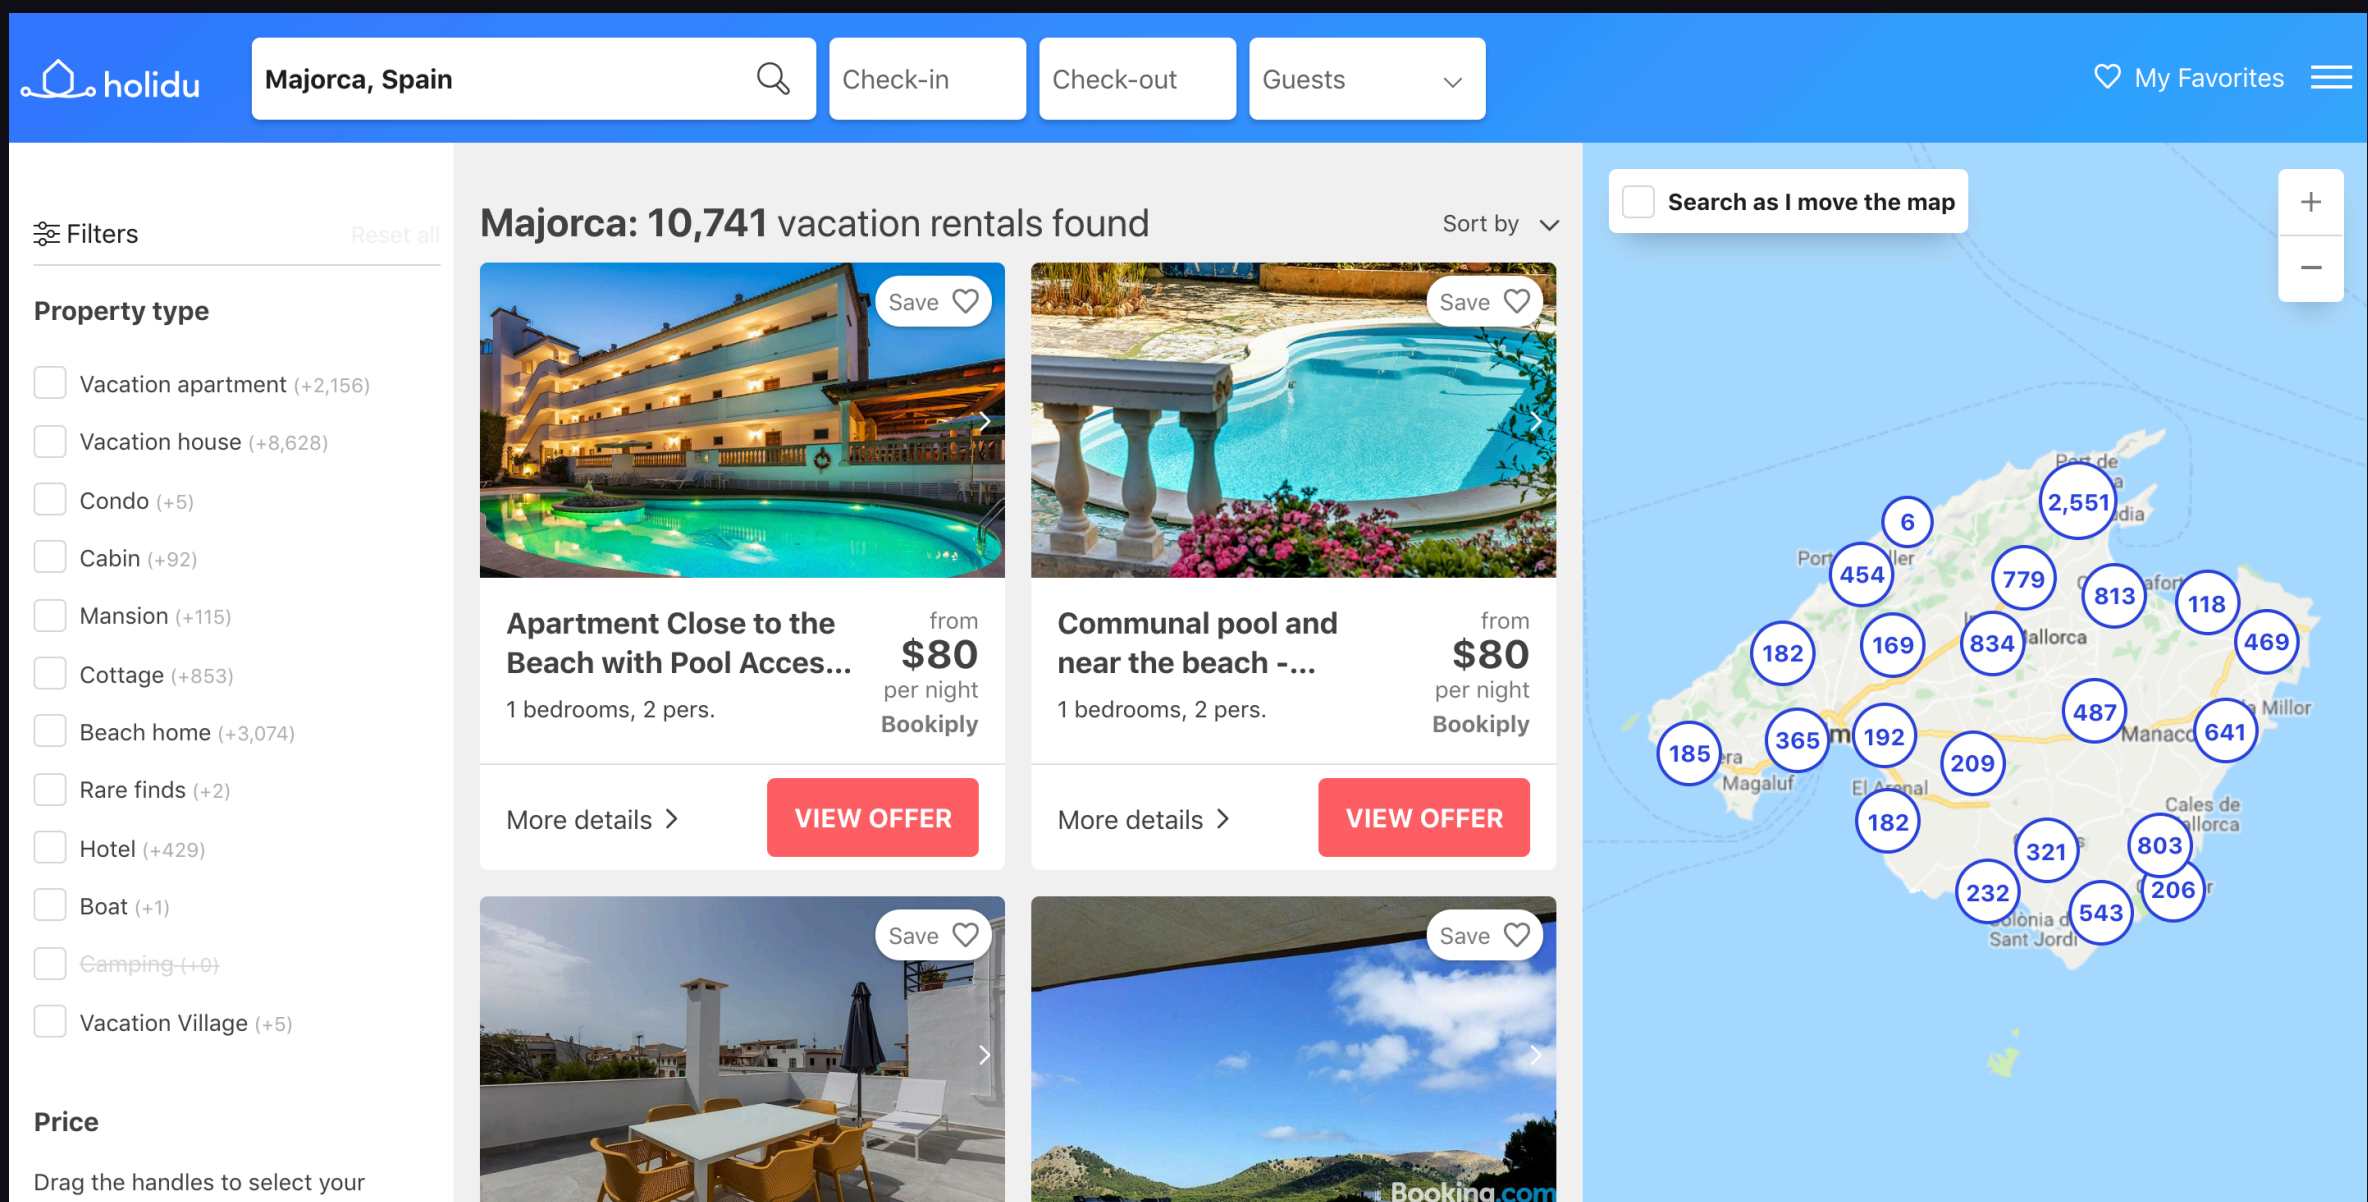 holidu
Majorca, Spain
Check-in
Check-out
Guests
My Favorites
Filters
Reset all
Property type
Vacation apartment (+2,156)
Vacation house (+8,628)
Condo (+5)
Cabin (+92)
Mansion (+115)
Cottage (+853)
Beach home (+3,074)
Rare finds (+2)
Hotel (+429)
Boat (+1)
Camping (+0)
Vacation Village (+5)
Price
Drag the handles to select your
Majorca: 10,741 vacation rentals found
Sort by
Save
Apartment Close to the
Beach with Pool Acces...
1 bedrooms, 2 pers.
from
$80
per night
Bookiply
More details
VIEW OFFER
Save
Communal pool and
near the beach -...
1 bedrooms, 2 pers.
from
$80
per night
Bookiply
More details
VIEW OFFER
Save
Save
Booking.com
Search as I move the map
+
−
Port de
2,551
6
454
779
813
118
469
182
169
834
487
641
Millor
Manaco
185
365
192
209
Magaluf
El Arenal
182
Cales de
321
803
232
543
206
Sant Jordi